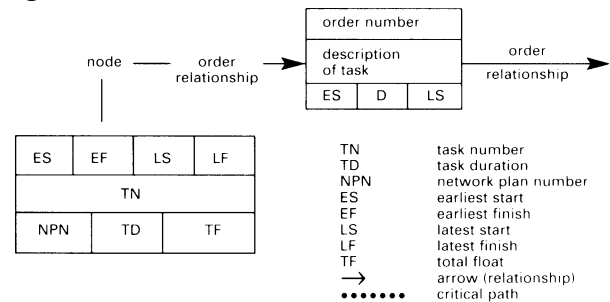 order number
description
of task
ES D LS
node
order
relationship
order
relationship
ES EF LS LF
TN
NPN TD TF
TN task number
TD task duration
NPN network plan number
ES earliest start
EF earliest finish
LS latest start
LF latest finish
TF total float
→ arrow (relationship)
••••••• critical path